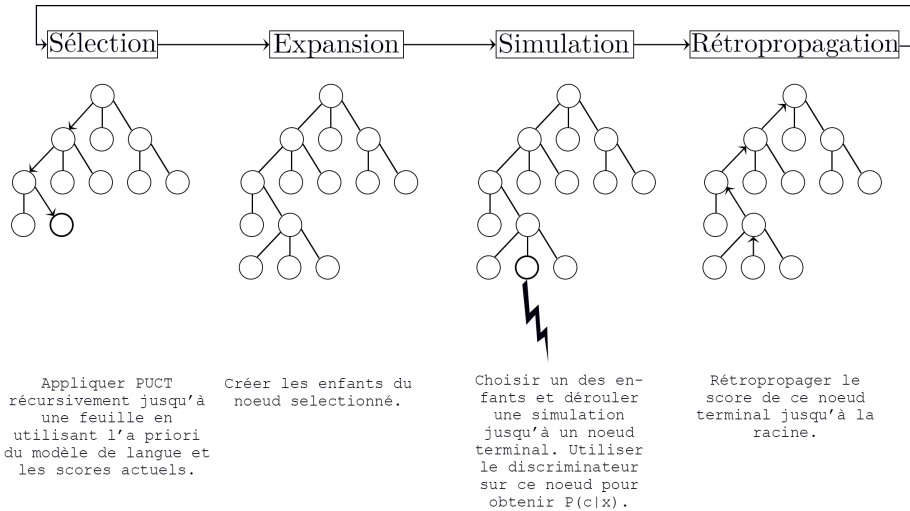 Sélection
Expansion
Simulation
Rétropropagation
Appliquer PUCT
récursivement jusqu'à
une feuille en
utilisant l'a priori
du modèle de langue et
les scores actuels.
Créer les enfants du
noeud selectionné.
Choisir un des en-
fants et dérouler
une simulation
jusqu'à un noeud
terminal. Utiliser
le discriminateur
sur ce noeud pour
obtenir P(c|x).
Rétropropager le
score de ce noeud
terminal jusqu'à la
racine.